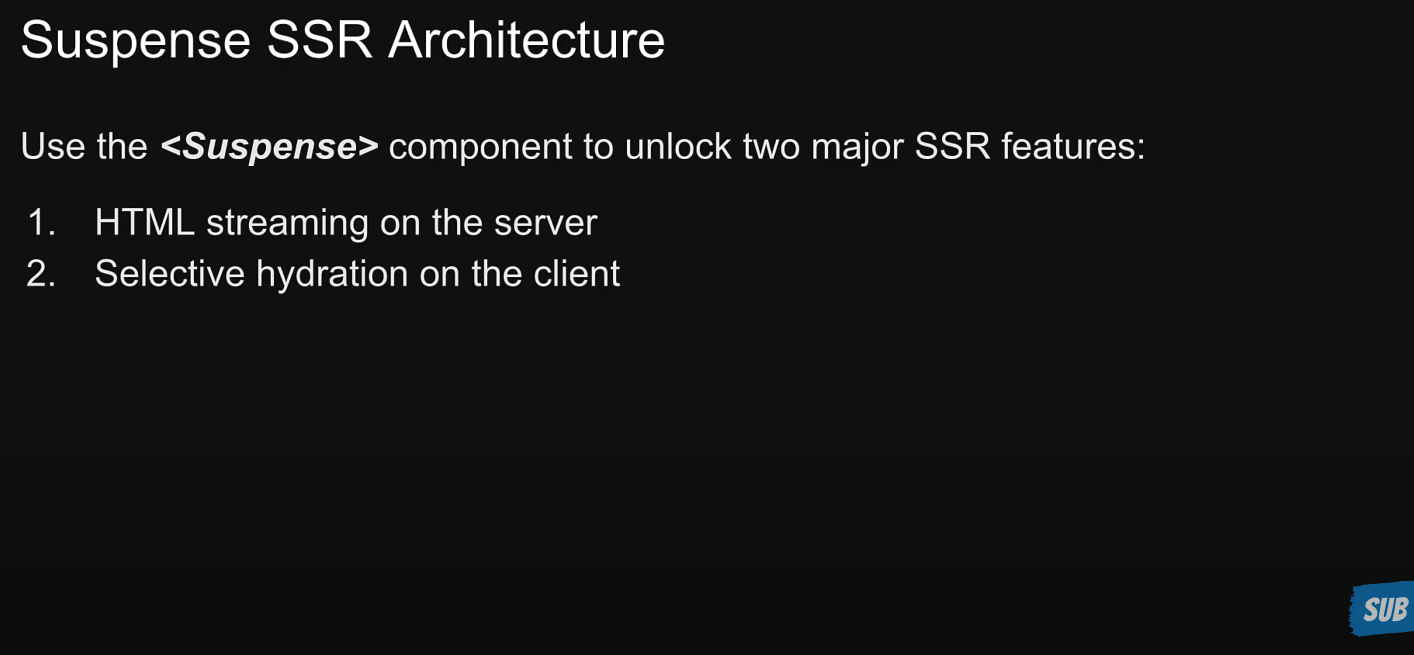 Suspense SSR Architecture
Use the <Suspense> component to unlock two major SSR features:
1. HTML streaming on the server
2. Selective hydration on the client
SUB